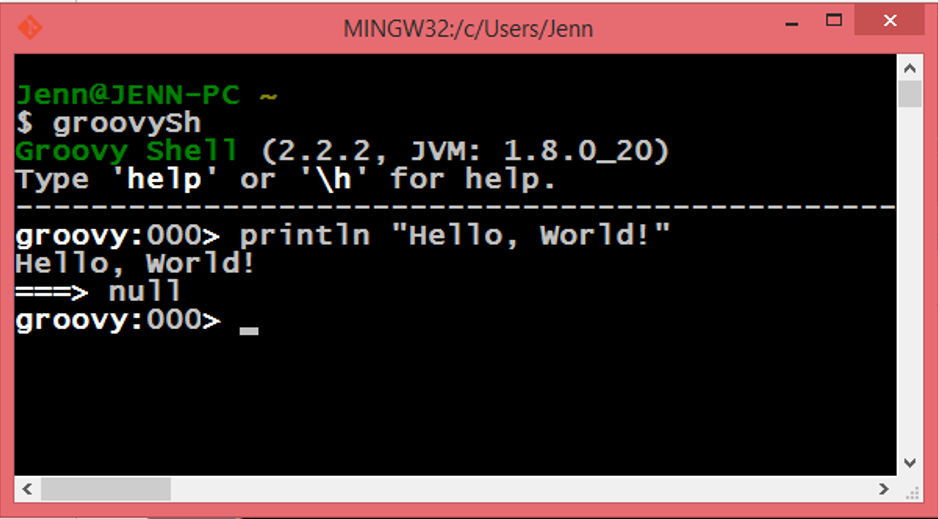 MINGW32:/c/Users/Jenn
Jenn@JENN-PC ~
$ groovySh
Groovy Shell (2.2.2, JVM: 1.8.0_20)
Type 'help' or '\h' for help.
-----------------------------------------------
groovy:000> println "Hello, World!"
Hello, World!
===> null
groovy:000> _